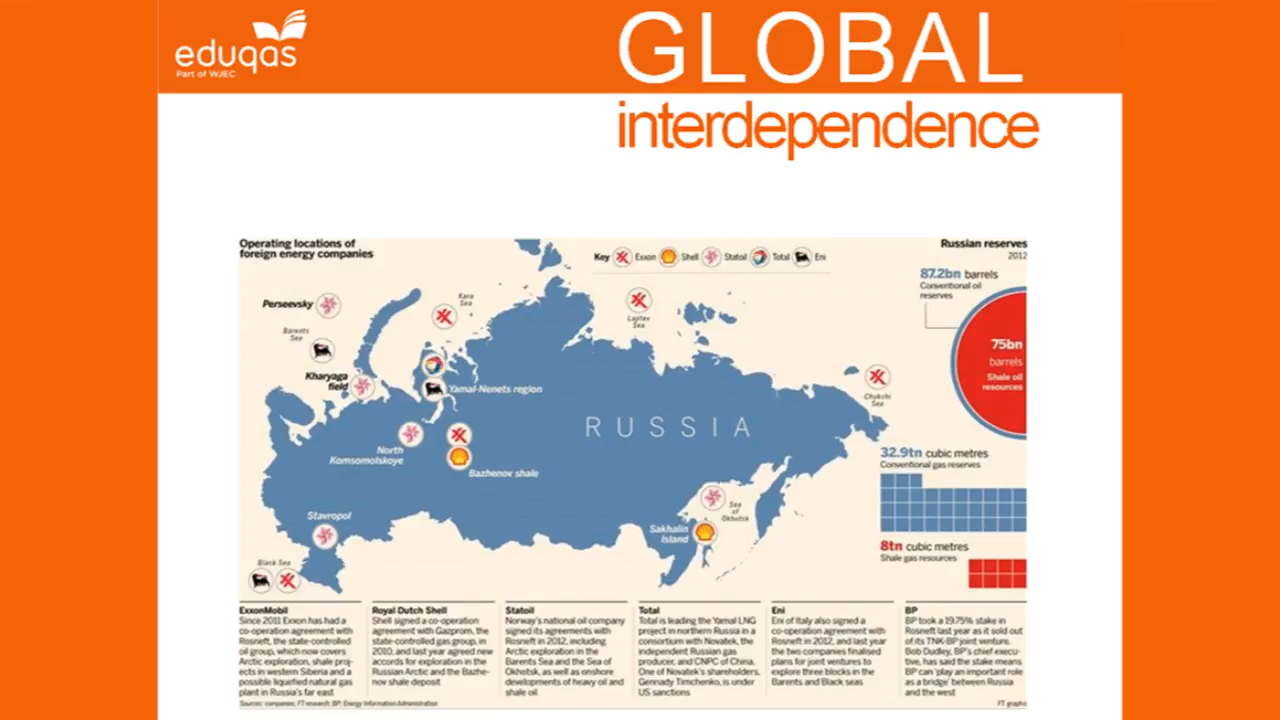 eduqas
Part of WJEC
GLOBAL
interdependence
Operating locations of
foreign energy companies
Key Exxon Shell Statoil Total Eni
Russian reserves
2012
87.2bn barrels
Conventional oil
reserves
75bn
barrels
Shale oil
resources
32.9tn cubic metres
Conventional gas reserves
8tn cubic metres
Shale gas resources
Perseevsky
Barents
Sea
Kara
Sea
Laptev
Sea
Chukchi
Sea
Kharyaga
field
Yamal-Nenets region
RUSSIA
North
Komsomolskoye
Bazhenov shale
Stavropol
Sea
of
Okhotsk
Sakhalin
Island
Black Sea
ExxonMobil
Since 2011 Exxon has had a
co-operation agreement with
Rosneft, the state-controlled
oil group, which now covers
Arctic exploration, shale proj-
ects in western Siberia and a
possible liquefied natural gas
plant in Russia's far east
Royal Dutch Shell
Shell signed a co-operation
agreement with Gazprom, the
state-controlled gas group, in
2010, and last year agreed new
accords for exploration in the
Russian Arctic and the Bazhe-
nov shale deposit
Statoil
Norway's national oil company
signed its agreements with
Rosneft in 2012, including
Arctic exploration in the
Barents Sea and the Sea of
Okhotsk, as well as onshore
developments of heavy oil and
shale oil
Total
Total is leading the Yamal LNG
project in northern Russia in a
consortium with Novatek, the
independent Russian gas
producer, and CNPC of China.
One of Novatek's shareholders,
Gennady Timchenko, is under
US sanctions
Eni
Eni of Italy also signed a
co-operation agreement with
Rosneft in 2012, and last year
the two companies finalised
plans for joint ventures to
explore three blocks in the
Barents and Black seas
BP
BP took a 19.75% stake in
Rosneft last year as it sold out
of its TNK-BP joint venture.
Bob Dudley, BP's chief execu-
tive, has said the stake means
BP can 'play an important role
as a bridge' between Russia
and the west
Sources: companies; FT research; BP; Energy Information Administration
FT graphic